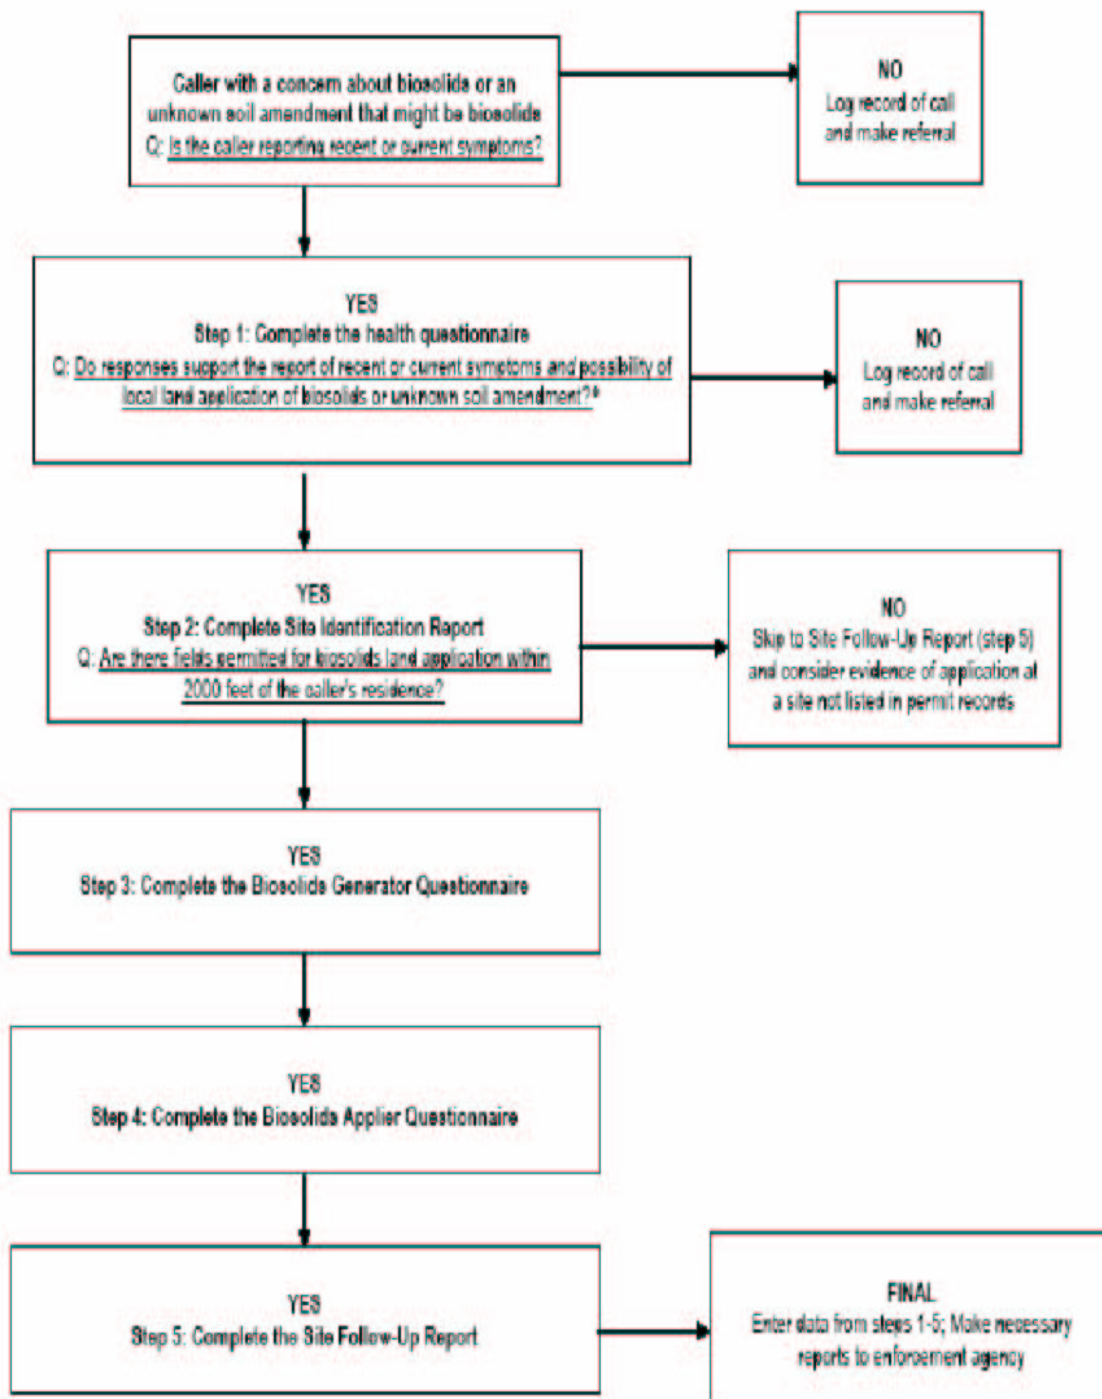 Caller with a concern about biosolids or an
unknown soil amendment that might be biosolids
Q: Is the caller reporting recent or current symptoms?
NO
Log record of call
and make referral
YES
Step 1: Complete the health questionnaire
Q: Do responses support the report of recent or current symptoms and possibility of
local land application of biosolids or unknown soil amendment?*
NO
Log record of call
and make referral
YES
Step 2: Complete Site Identification Report
Q: Are there fields permitted for biosolids land application within
2000 feet of the caller's residence?
NO
Skip to Site Follow-Up Report (step 5)
and consider evidence of application at
a site not listed in permit records
YES
Step 3: Complete the Biosolids Generator Questionnaire
YES
Step 4: Complete the Biosolids Applier Questionnaire
YES
Step 5: Complete the Site Follow-Up Report
FINAL
Enter data from steps 1-5; Make necessary
reports to enforcement agency